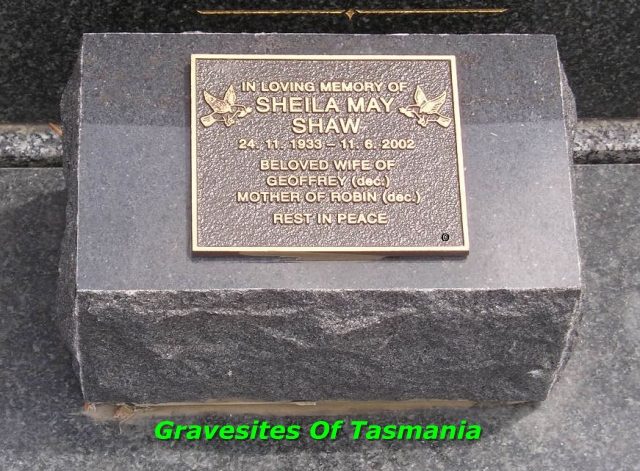 IN LOVING MEMORY OF
SHEILA MAY
SHAW
24. 11. 1933 – 11. 6. 2002
BELOVED WIFE OF
GEOFFREY (dec.)
MOTHER OF ROBIN (dec.)
REST IN PEACE
Gravesites Of Tasmania